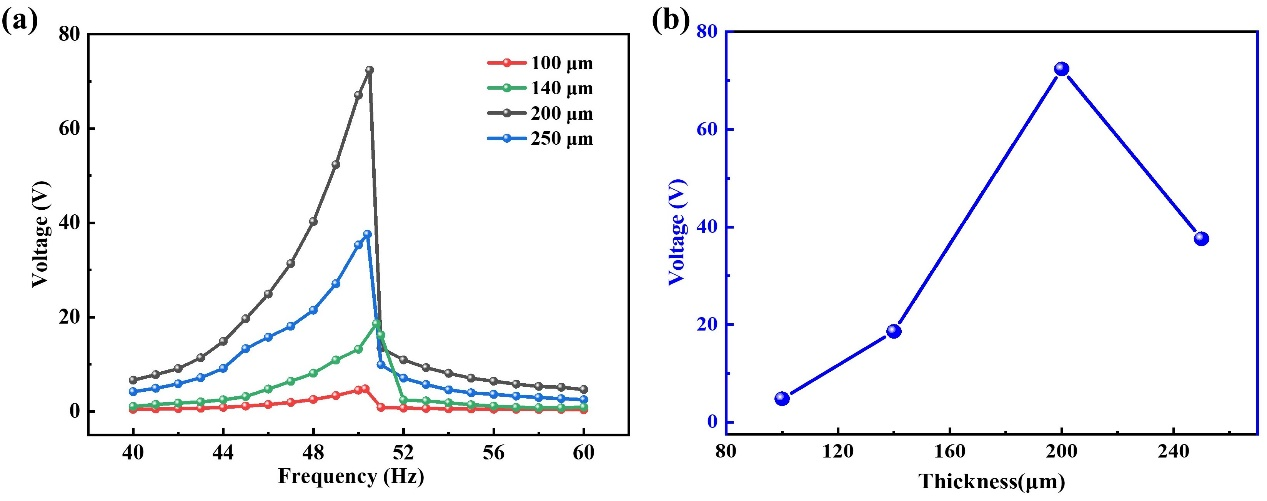 (a)
80
60
40
20
0
Voltage (V)
40 44 48 52 56 60
Frequency (Hz)
100 μm
140 μm
200 μm
250 μm
(b)
80
60
40
20
0
Voltage (V)
80 120 160 200 240
Thickness(μm)